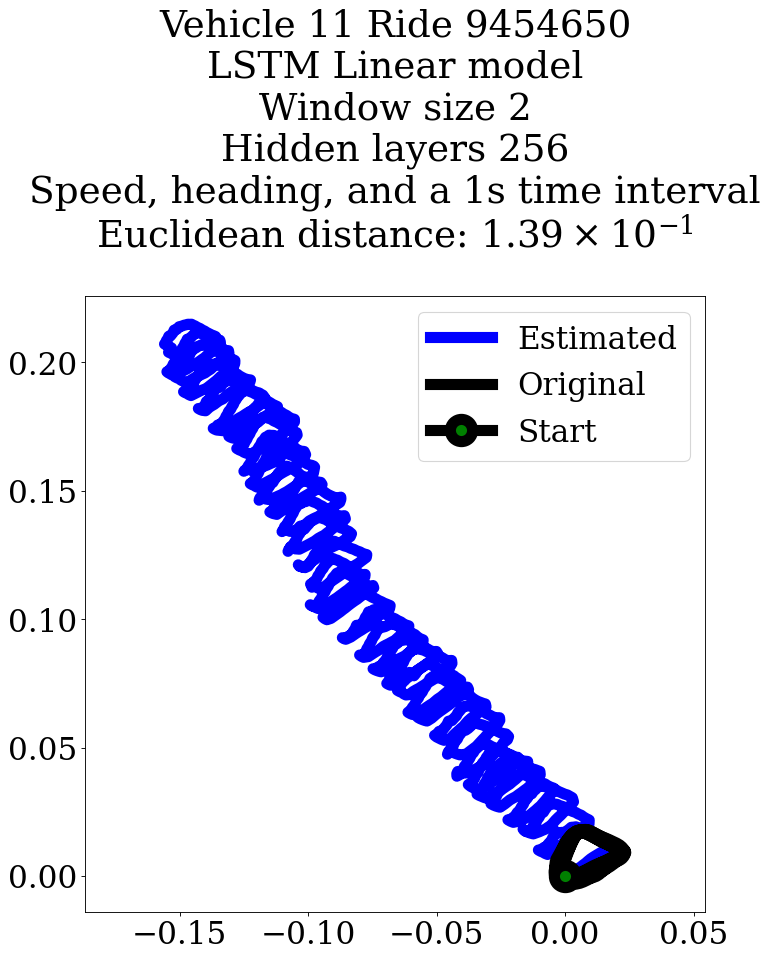 Vehicle 11 Ride 9454650
LSTM Linear model
Window size 2
Hidden layers 256
Speed, heading, and a 1s time interval
Euclidean distance: 1.39 × 10⁻¹
Estimated
Original
Start
0.20
0.15
0.10
0.05
0.00
−0.15 −0.10 −0.05 0.00 0.05